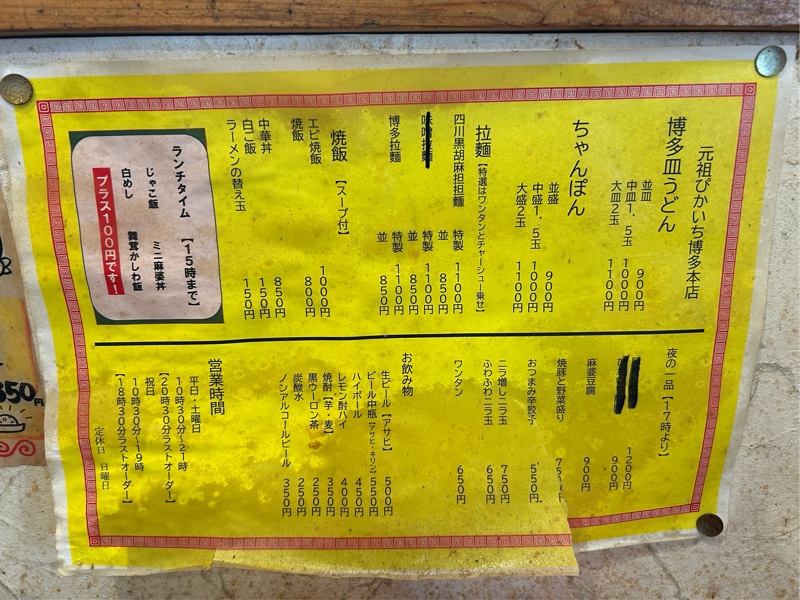 元祖ぴかいち博多本店
博多皿うどん
並皿 900円
中皿1.5玉 1000円
大皿2玉 1100円
ちゃんぽん
並盛 900円
中盛1.5玉 1000円
大盛2玉 1100円
拉麺【特選はワンタンとチャーシュー乗せ】
四川黒胡麻担担麺 特製 1100円
並 850円
特製 1100円
並 850円
博多拉麺 特製 1100円
並 850円
焼飯【スープ付】
エビ焼飯 1000円
焼飯 800円
中華丼 850円
白ご飯 150円
ラーメンの替え玉 150円
ランチタイム【15時まで】
じゃこ飯 ミニ麻婆丼
白めし 舞茸かしわ飯
プラス100円です!
夜の一品【17時より】
1200円
900円
麻婆豆腐 900円
焼豚と野菜盛り
おつまみ辛餃子 550円
ニラ増しニラ玉 750円
ふわふわニラ玉 650円
ワンタン 650円
お飲み物
生ビール【アサヒ】 500円
ビール中瓶【アサヒ・キリン】 550円
ハイボール 450円
レモン酎ハイ 400円
焼酎【芋・麦】 350円
黒ウーロン茶 250円
炭酸水 250円
ノンアルコールビール 350円
営業時間
平日・土曜日
10時30分〜21時
【20時30分ラストオーダー】
祝日
10時30分〜19時
【18時30分ラストオーダー】
定休日 日曜日
350円